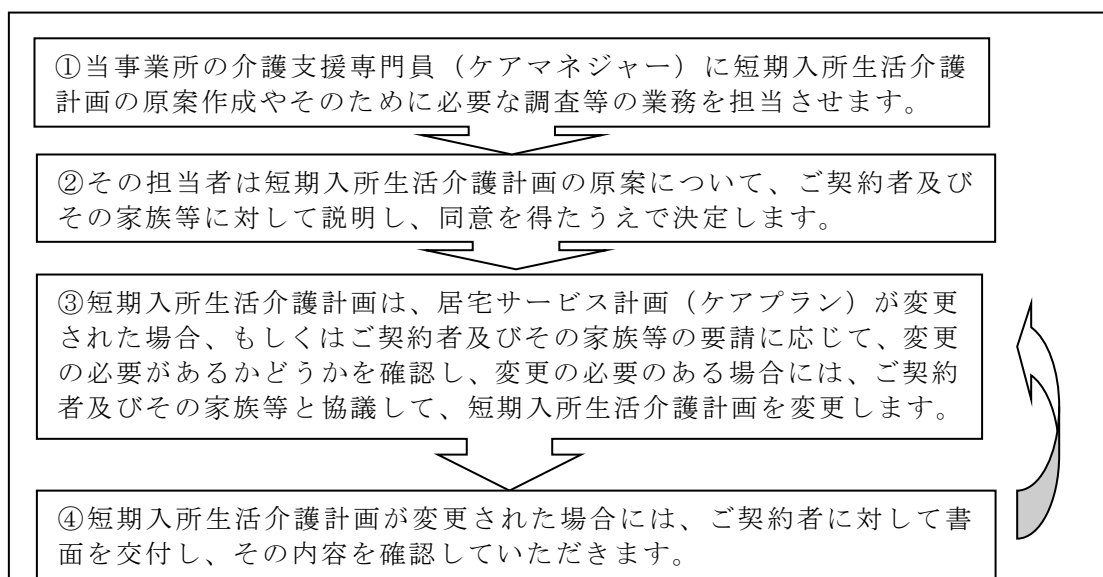 ①当事業所の介護支援専門員（ケアマネジャー）に短期入所生活介護
計画の原案作成やそのために必要な調査等の業務を担当させます。
②その担当者は短期入所生活介護計画の原案について、ご契約者及び
その家族等に対して説明し、同意を得たうえで決定します。
③短期入所生活介護計画は、居宅サービス計画（ケアプラン）が変更
された場合、もしくはご契約者及びその家族等の要請に応じて、変更
の必要があるかどうかを確認し、変更の必要のある場合には、ご契約
者及びその家族等と協議して、短期入所生活介護計画を変更します。
④短期入所生活介護計画が変更された場合には、ご契約者に対して書
面を交付し、その内容を確認していただきます。